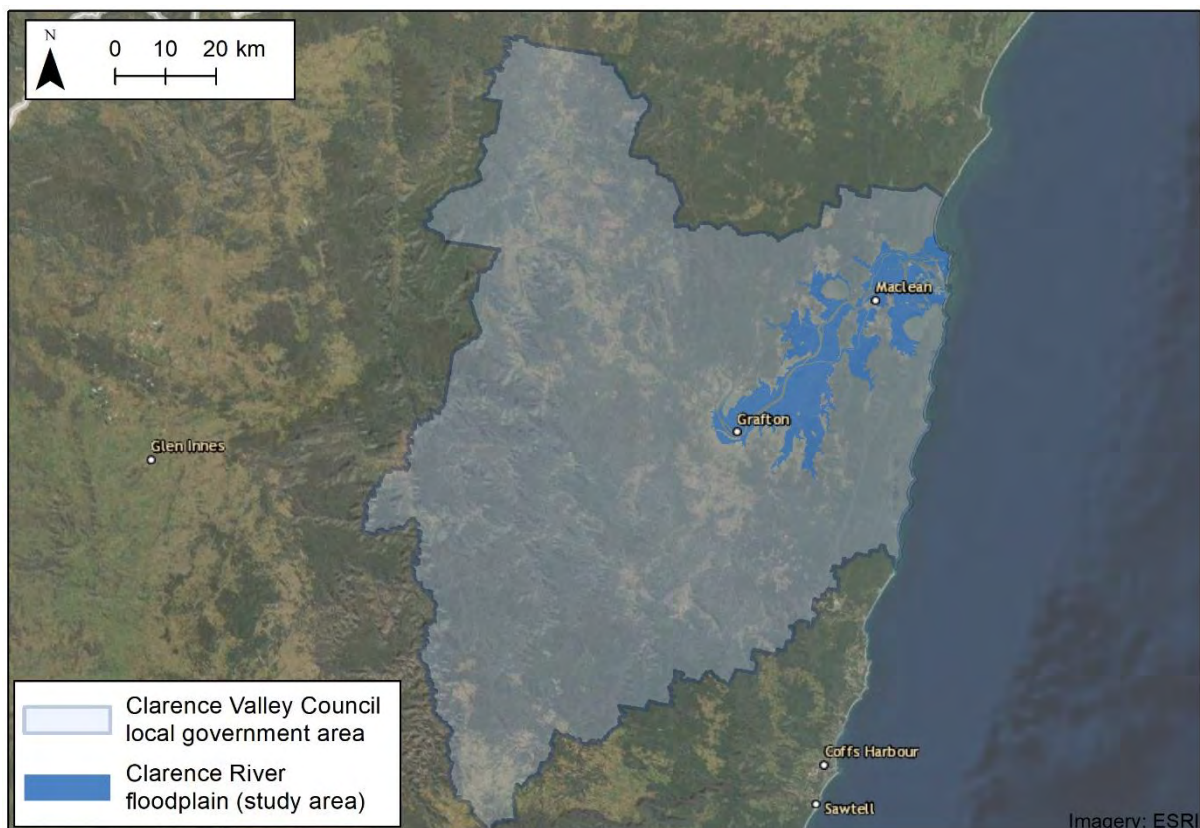 N
0 10 20 km
Maclean
Grafton
Glen Innes
Clarence Valley Council
local government area
Clarence River
floodplain (study area)
Coffs Harbour
Sawtell
Imagery: ESRI